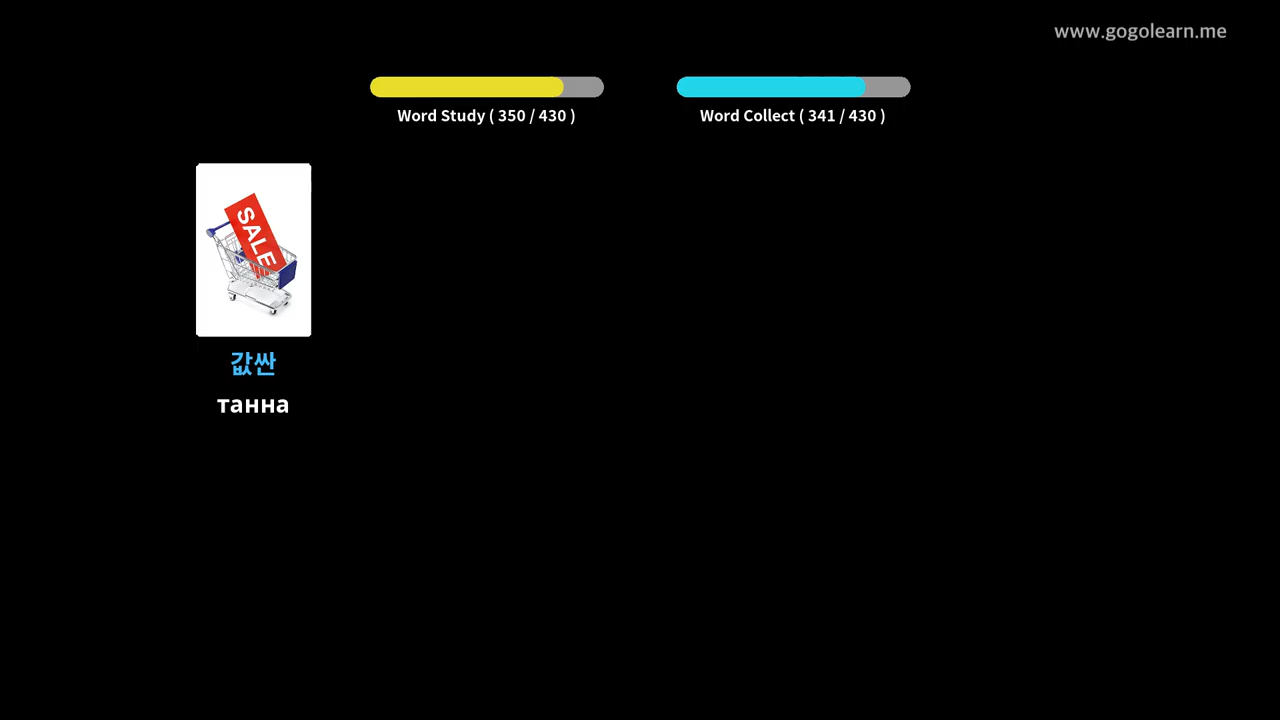 www.gogolearn.me
Word Study ( 350 / 430 )
Word Collect ( 341 / 430 )
SALE
값싼
танна